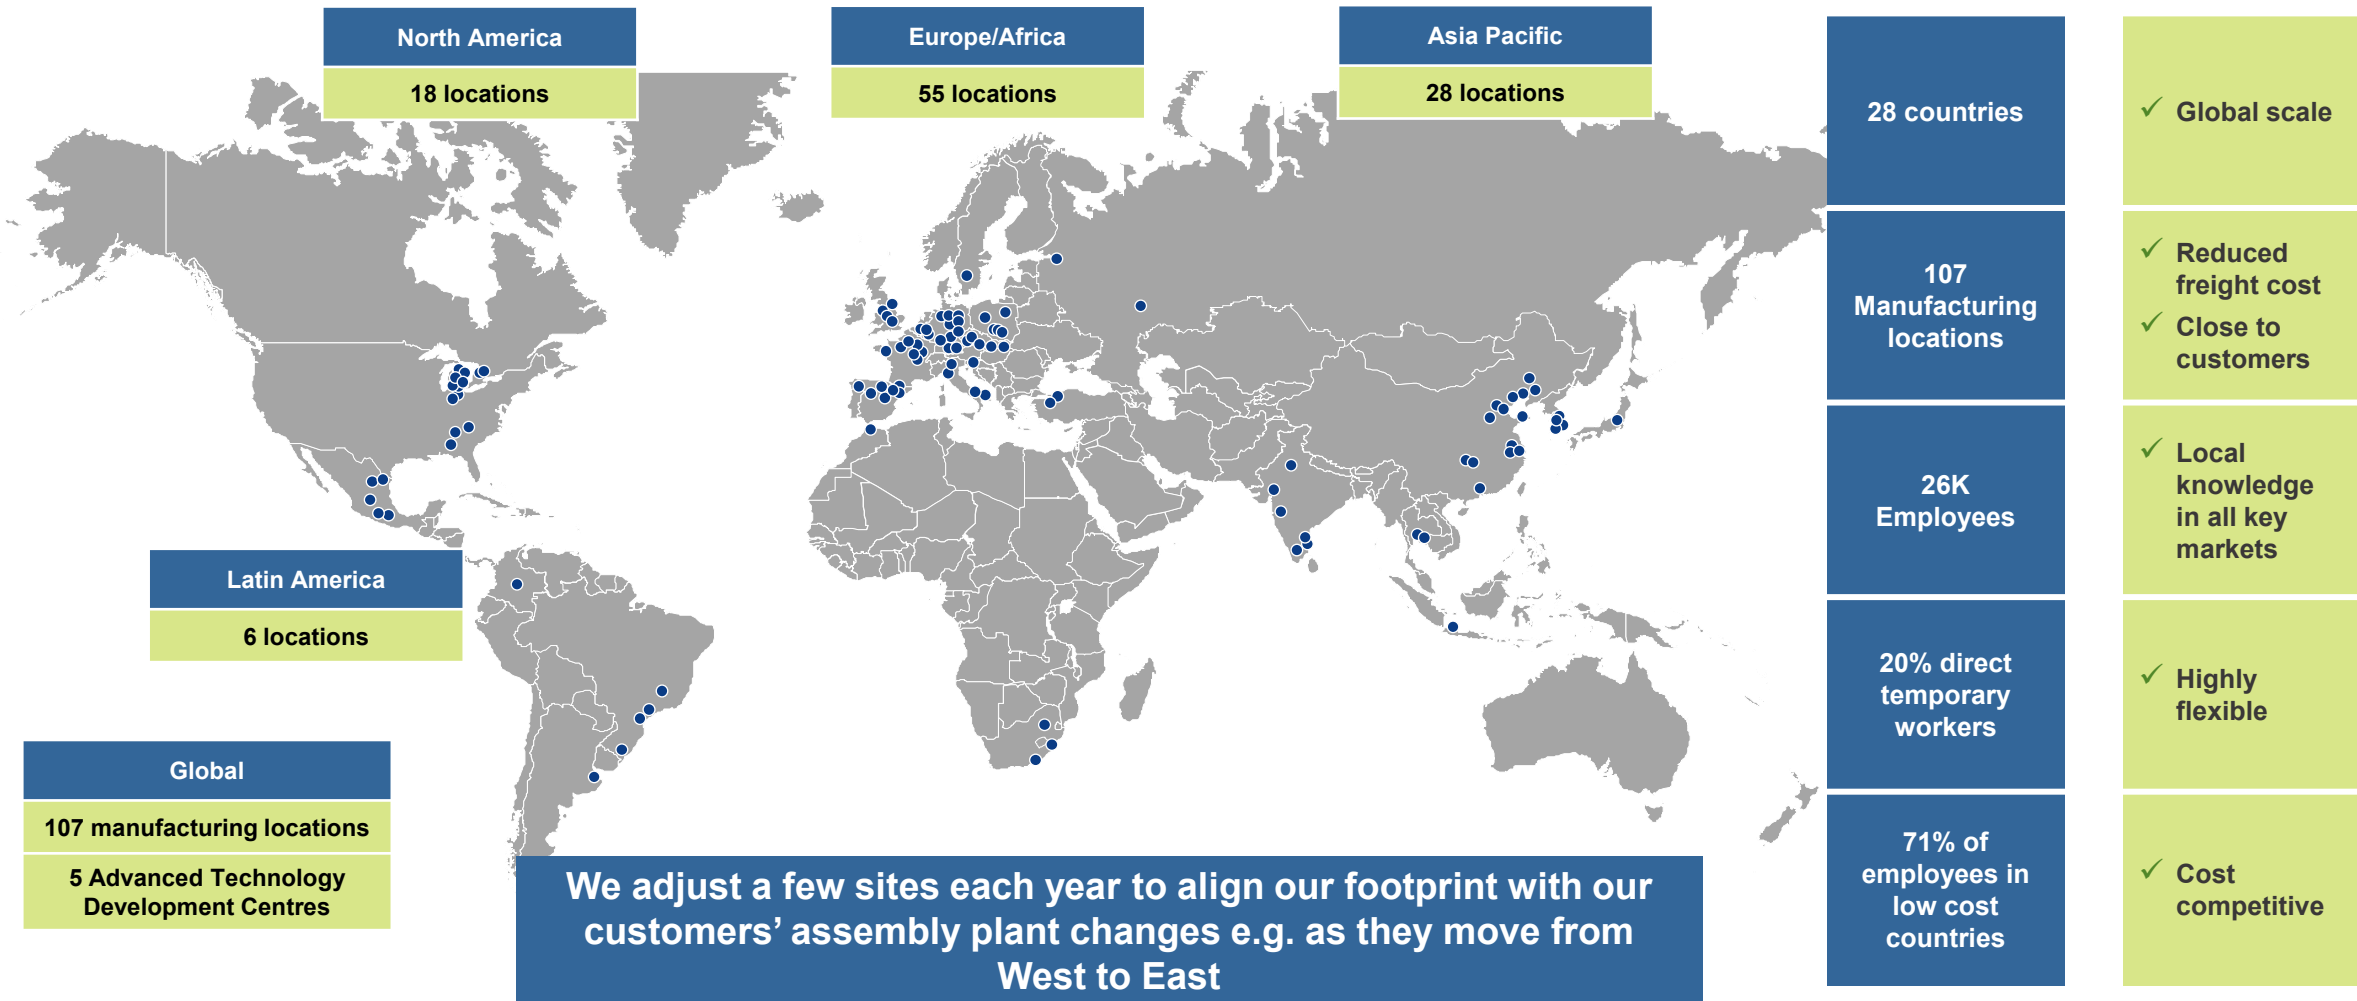 North America
18 locations
Europe/Africa
55 locations
Asia Pacific
28 locations
Latin America
6 locations
Global
107 manufacturing locations
5 Advanced Technology
Development Centres
We adjust a few sites each year to align our footprint with our
customers’ assembly plant changes e.g. as they move from
West to East
28 countries
✓ Global scale
107
Manufacturing
locations
✓ Reduced
freight cost
✓ Close to
customers
26K
Employees
✓ Local
knowledge
in all key
markets
20% direct
temporary
workers
✓ Highly
flexible
71% of
employees in
low cost
countries
✓ Cost
competitive